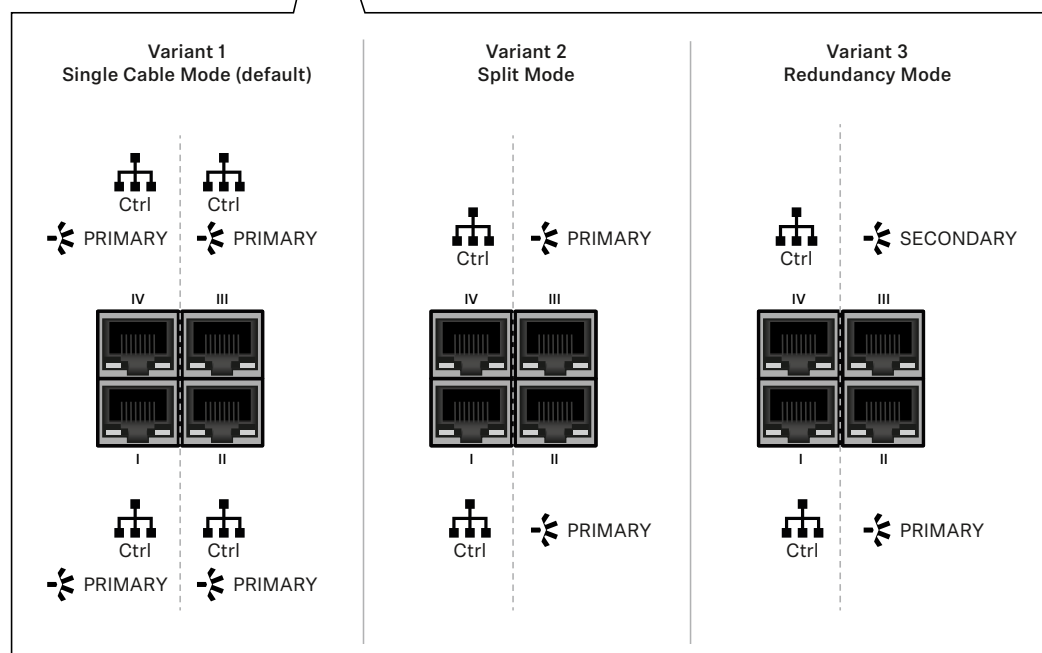 Variant 1
Single Cable Mode (default)
Ctrl Ctrl
PRIMARY PRIMARY
IV III
I II
Ctrl Ctrl
PRIMARY PRIMARY
Variant 2
Split Mode
PRIMARY
Ctrl
IV III
I II
PRIMARY
Ctrl
Variant 3
Redundancy Mode
SECONDARY
Ctrl
IV III
I II
PRIMARY
Ctrl